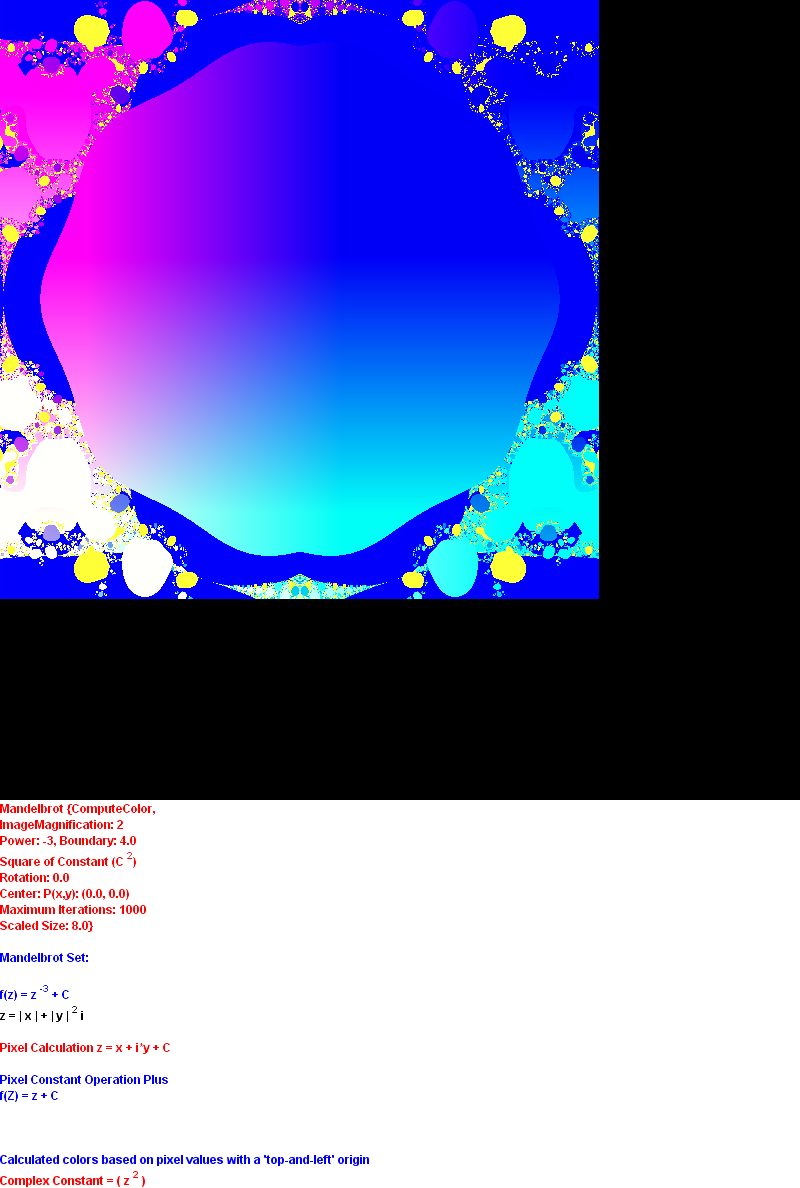 Mandelbrot {ComputeColor,
ImageMagnification: 2
Power: -3, Boundary: 4.0
Square of Constant (C 2)
Rotation: 0.0
Center: P(x,y): (0.0, 0.0)
Maximum Iterations: 1000
Scaled Size: 8.0}
Mandelbrot Set:
f(z) = z -3 + C
z = | x | + | y | 2 i
Pixel Calculation z = x + i*y + C
Pixel Constant Operation Plus
f(Z) = z + C
Calculated colors based on pixel values with a 'top-and-left' origin
Complex Constant = ( z 2 )